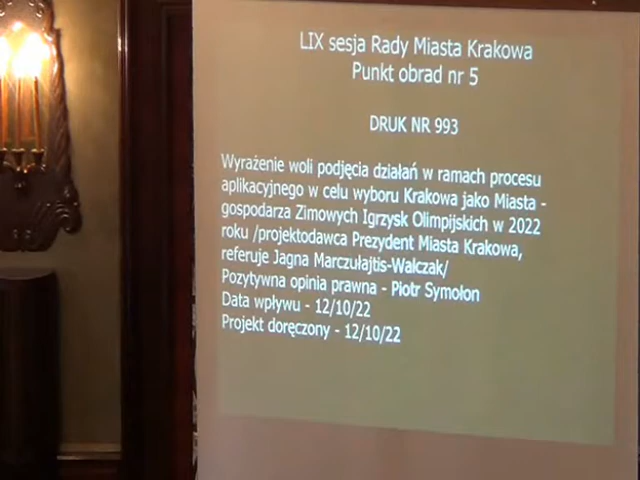 LIX sesja Rady Miasta Krakowa
Punkt obrad nr 5
DRUK NR 993
Wyrażenie woli podjęcia działań w ramach procesu
aplikacyjnego w celu wyboru Krakowa jako Miasta -
gospodarza Zimowych Igrzysk Olimpijskich w 2022
roku /projektodawca Prezydent Miasta Krakowa,
referuje Jagna Marczułajtis-Walczak/
Pozytywna opinia prawna - Piotr Symołon
Data wpływu - 12/10/22
Projekt doręczony - 12/10/22